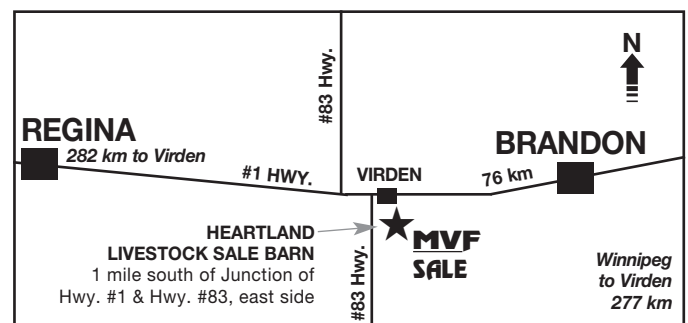 #83 Hwy.
N
REGINA
282 km to Virden
BRANDON
#1 HWY.
VIRDEN
76 km
HEARTLAND
LIVESTOCK SALE BARN
1 mile south of Junction of
Hwy. #1 & Hwy. #83, east side
#83 Hwy.
MVF
SALE
Winnipeg
to Virden
277 km